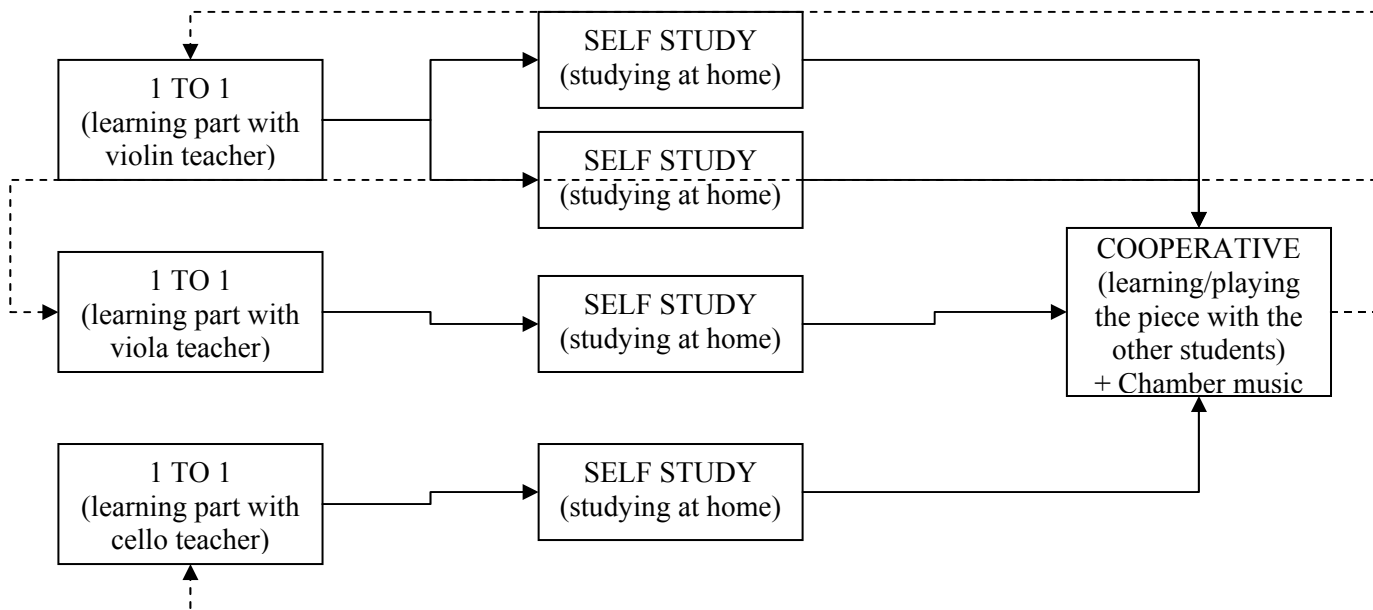 1 TO 1
(learning part with
violin teacher)
SELF STUDY
(studying at home)
SELF STUDY
(studying at home)
1 TO 1
(learning part with
viola teacher)
SELF STUDY
(studying at home)
COOPERATIVE
(learning/playing
the piece with the
other students)
+ Chamber music
1 TO 1
(learning part with
cello teacher)
SELF STUDY
(studying at home)